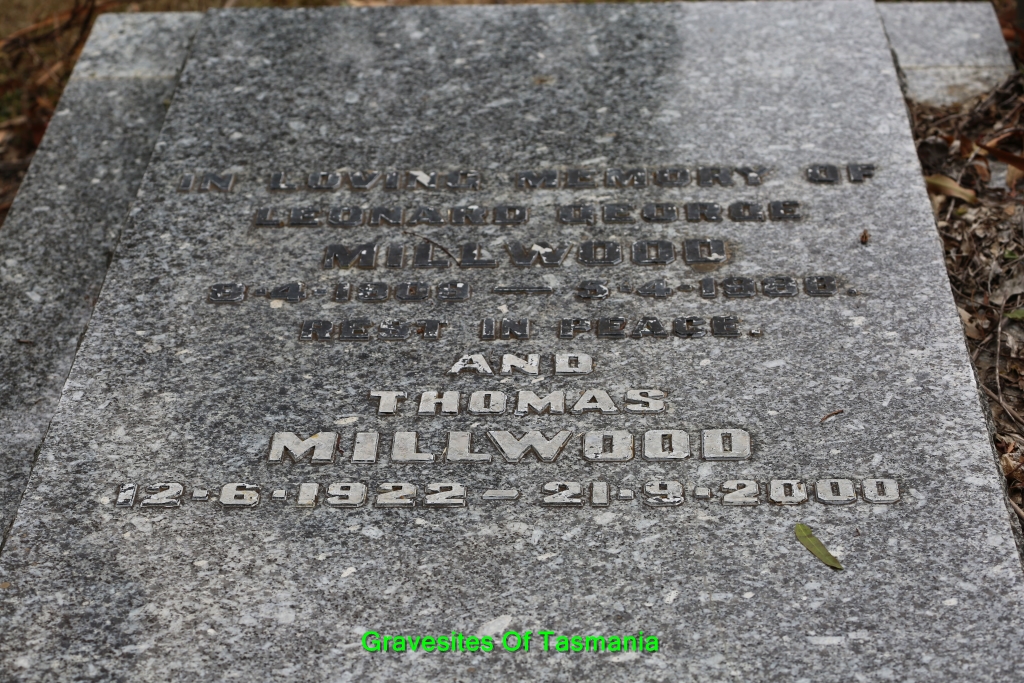 IN LOVING MEMORY OF
LEONARD GEORGE
MILLWOOD
REST IN PEACE.
AND
THOMAS
MILLWOOD
12·6·1922 – 21·9·2000
Gravesites Of Tasmania